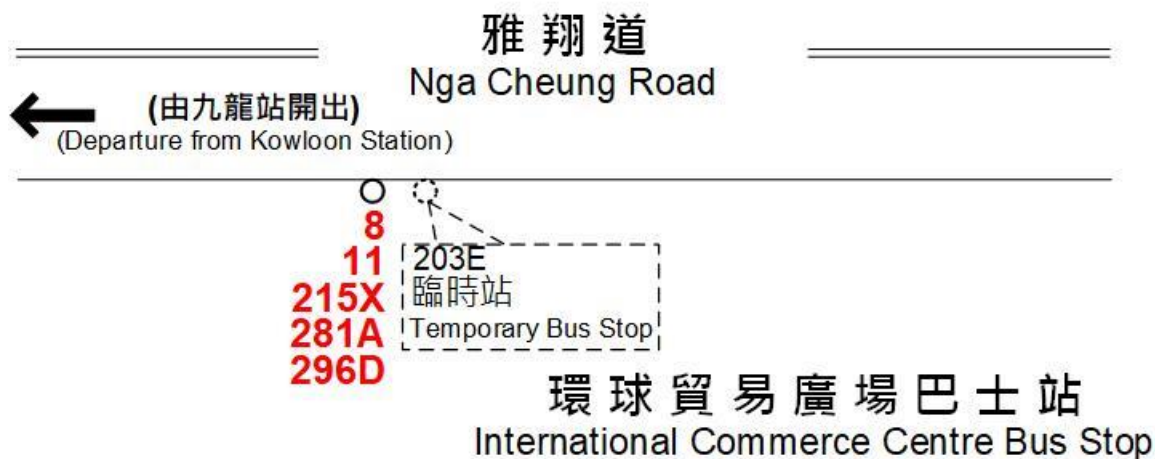 雅翔道
Nga Cheung Road
(由九龍站開出)
(Departure from Kowloon Station)
8
11
215X
281A
296D
203E
臨時站
Temporary Bus Stop
環球貿易廣場巴士站
International Commerce Centre Bus Stop